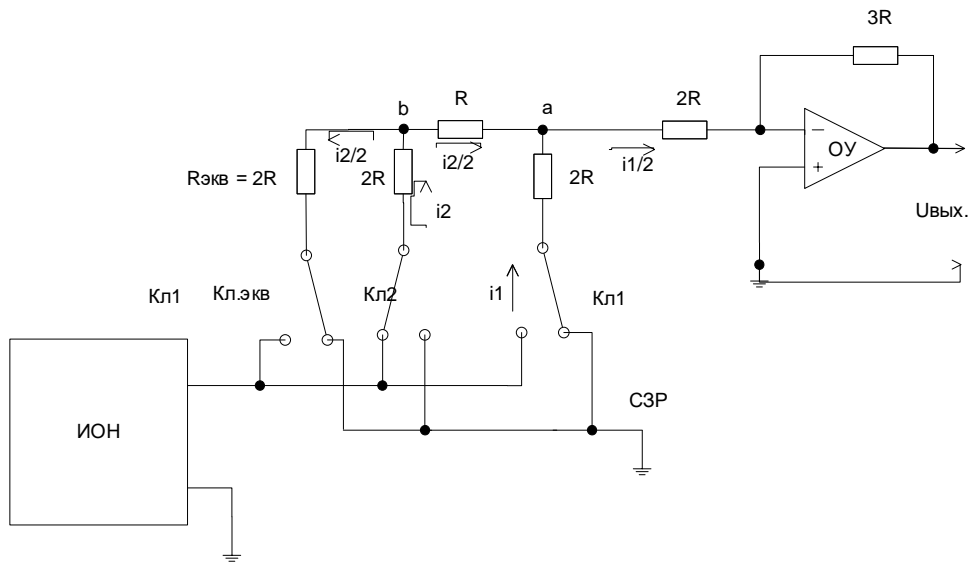 3R
b
R
a
2R
ОУ
Rэкв = 2R
i2/2
2R
i2/2
2R
i1/2
i2
Uвых.
Кл1
Кл.экв
Кл2
i1
Кл1
СЗР
ИОН